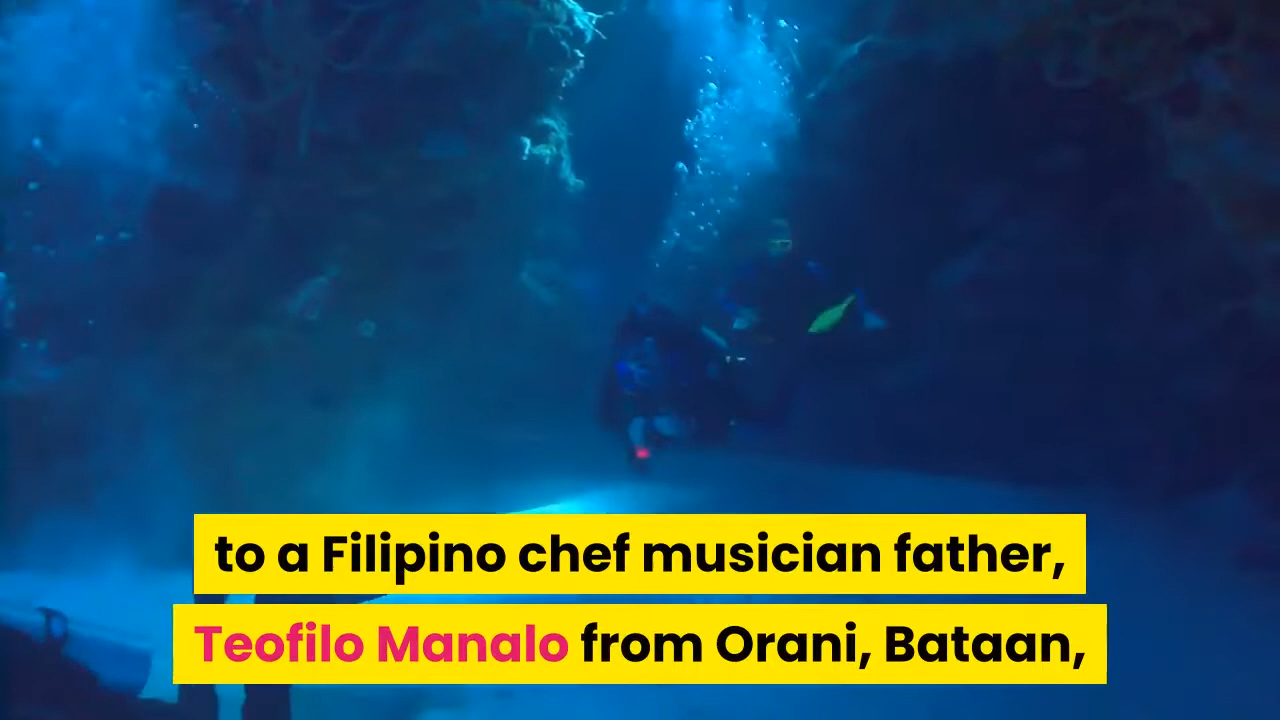 to a Filipino chef musician father,
Teofilo Manalo from Orani, Bataan,